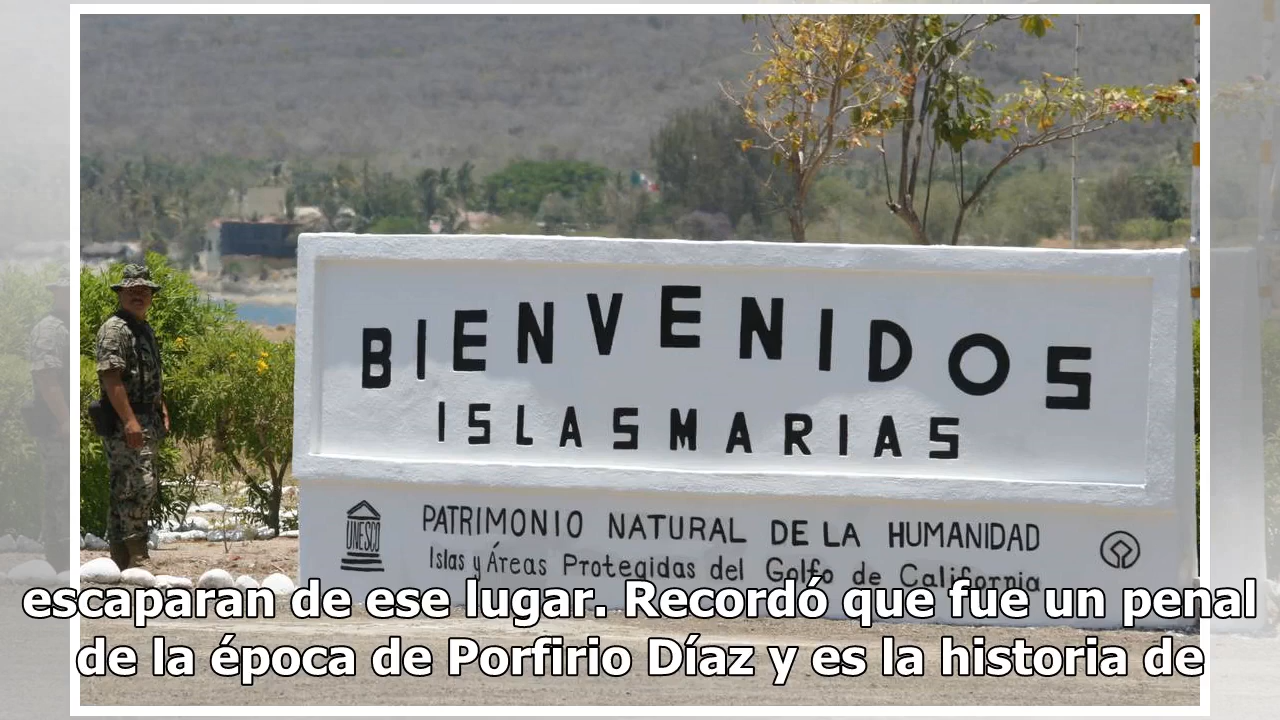 BIENVENIDOS
ISLAS MARIAS
UNESCO
PATRIMONIO NATURAL DE LA HUMANIDAD
Islas y Áreas Protegidas del Golfo de California
escaparan de ese lugar. Recordó que fue un penal
de la época de Porfirio Díaz y es la historia de